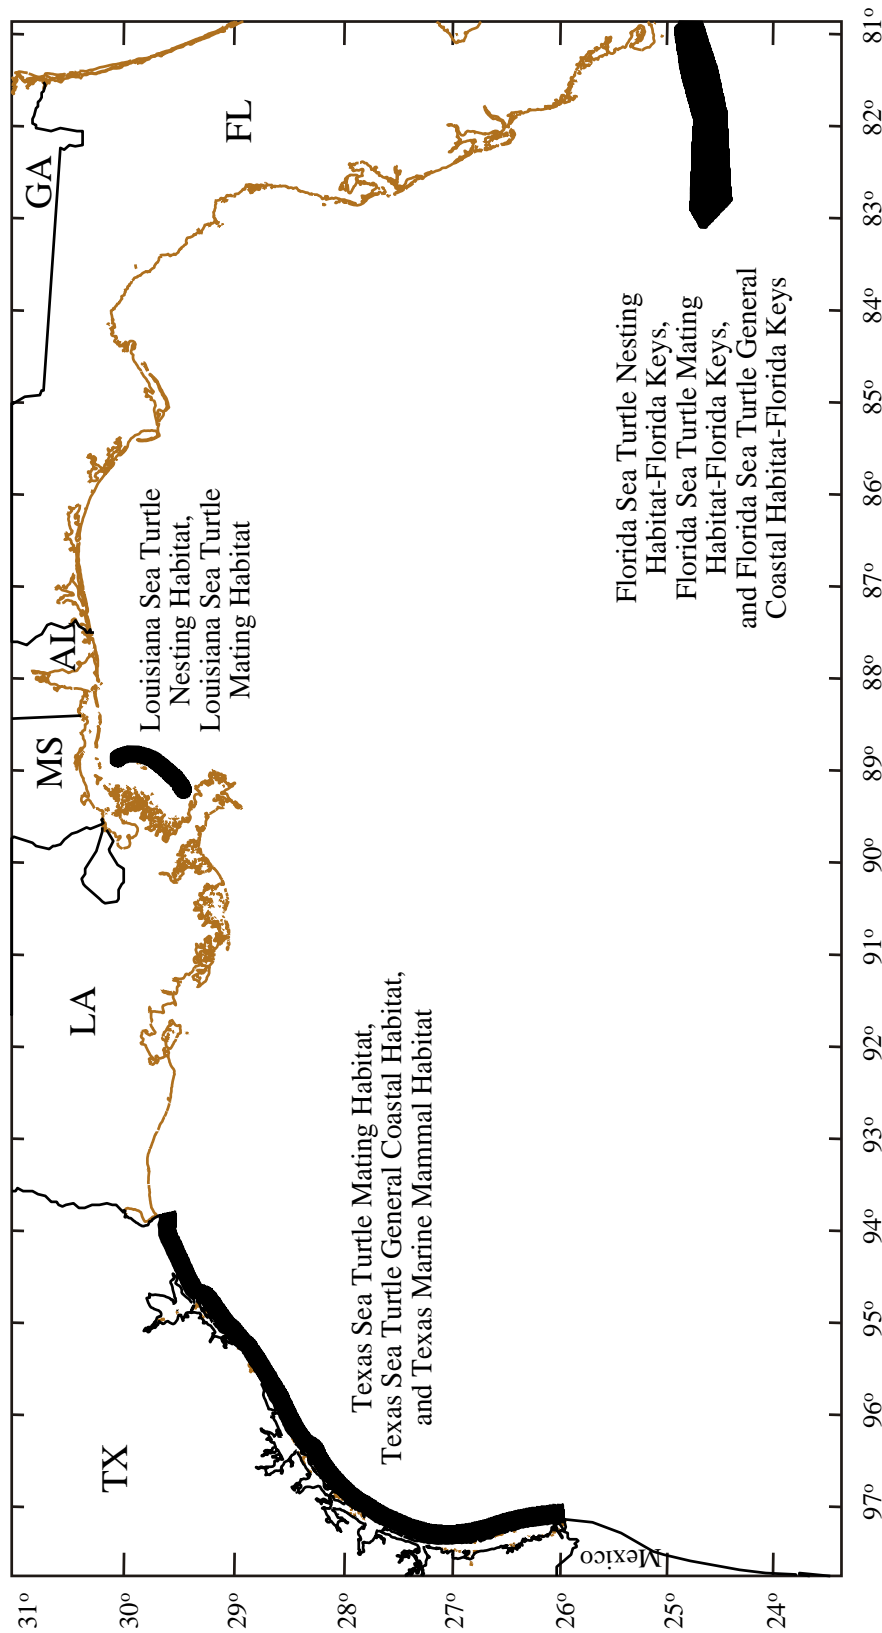 TX
LA
MS
AL
GA
FL
Mexico
Texas Sea Turtle Mating Habitat,
Texas Sea Turtle General Coastal Habitat,
and Texas Marine Mammal Habitat
Louisiana Sea Turtle
Nesting Habitat,
Louisiana Sea Turtle
Mating Habitat
Florida Sea Turtle Nesting
Habitat-Florida Keys,
Florida Sea Turtle Mating
Habitat-Florida Keys,
and Florida Sea Turtle General
Coastal Habitat-Florida Keys
31°
30°
29°
28°
27°
26°
25°
24°
97° 96° 95° 94° 93° 92° 91° 90° 89° 88° 87° 86° 85° 84° 83° 82° 81°